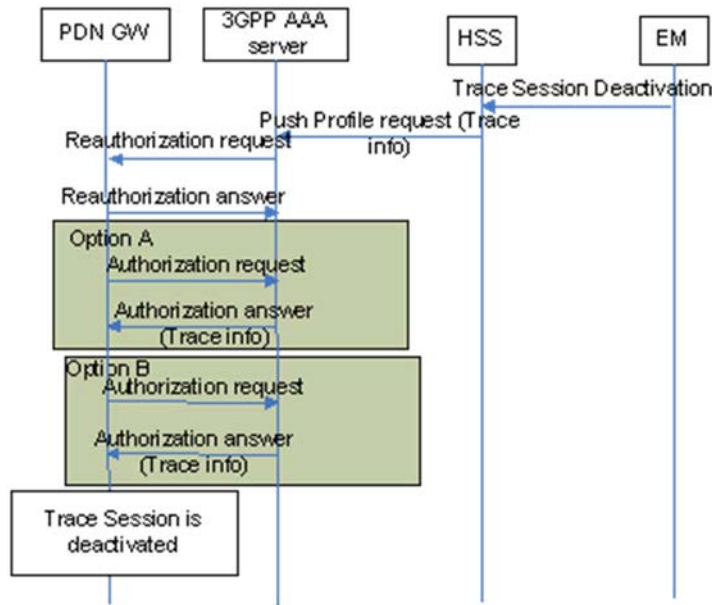 PDN GW
3GPP AAA
server
HSS
EM
Trace Session Deactivation
Push Profile request (Trace
info)
Reauthorization request
Reauthorization answer
Option A
Authorization request
Authorization answer
(Trace info)
Option B
Authorization request
Authorization answer
(Trace info)
Trace Session is
deactivated